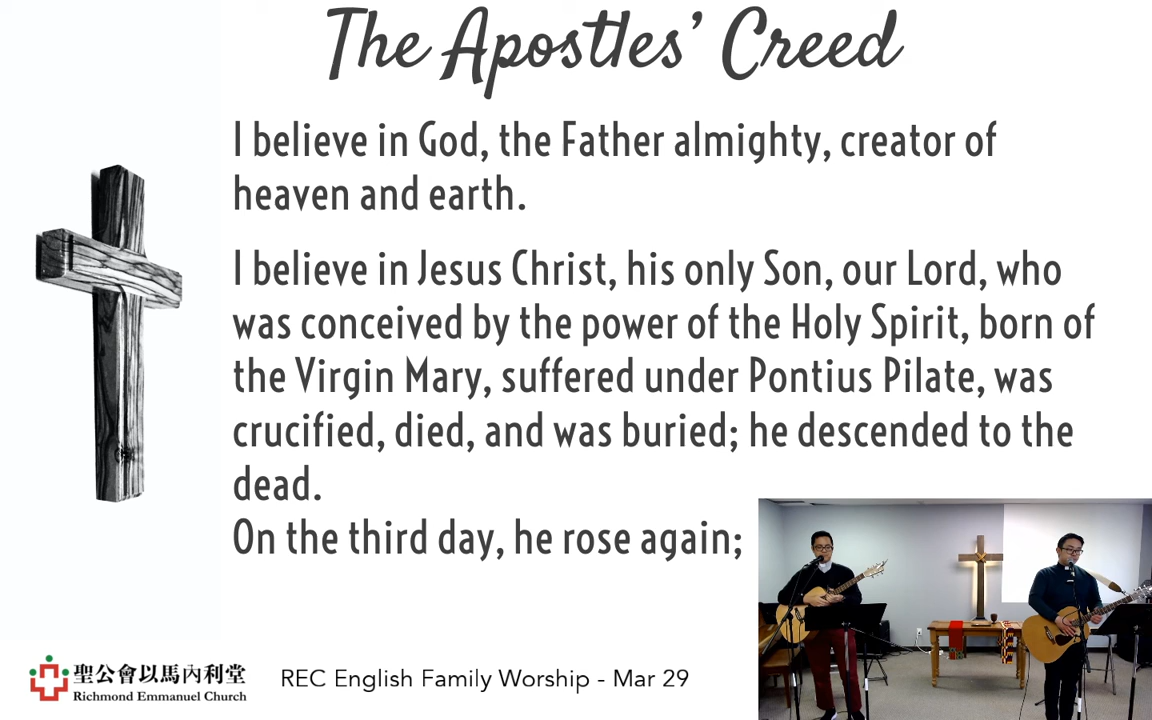 The Apostles’ Creed
I believe in God, the Father almighty, creator of
heaven and earth.
I believe in Jesus Christ, his only Son, our Lord, who
was conceived by the power of the Holy Spirit, born of
the Virgin Mary, suffered under Pontius Pilate, was
crucified, died, and was buried; he descended to the
dead.
On the third day, he rose again;
聖公會以馬內利堂
Richmond Emmanuel Church
REC English Family Worship - Mar 29